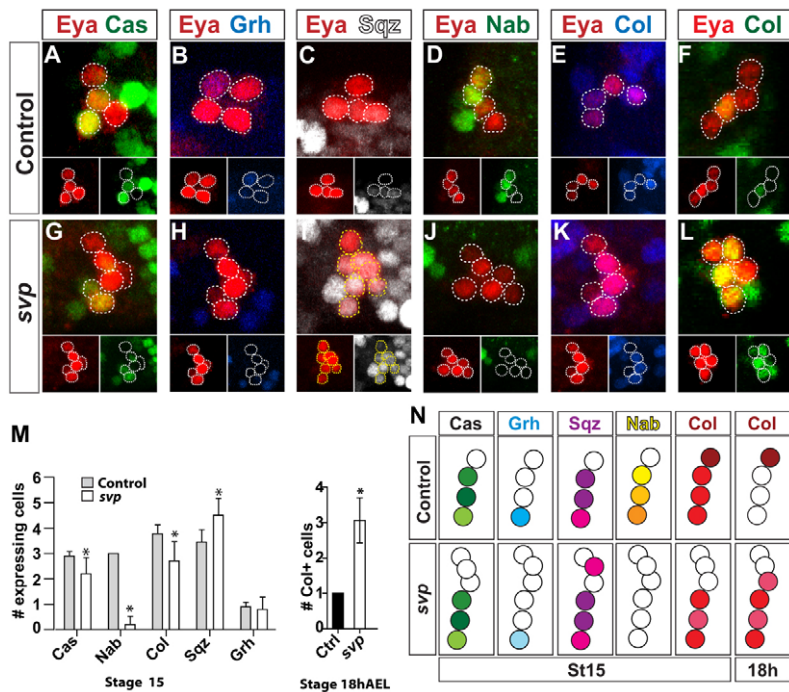 Eya Cas Eya Grh Eya Sqz Eya Nab Eya Col Eya Col
A B C D E F
Control
G H I J K L
svp
M
# expressing cells
6
5
4
3
2
1
0
Control
svp
* * * *
Cas Nab Col Sqz Grh
Stage 15
# Col+ cells
4
3
2
1
0
*
Ctrl svp
Stage 18hAEL
N
Cas Grh Sqz Nab Col Col
Control
svp
St15 18h